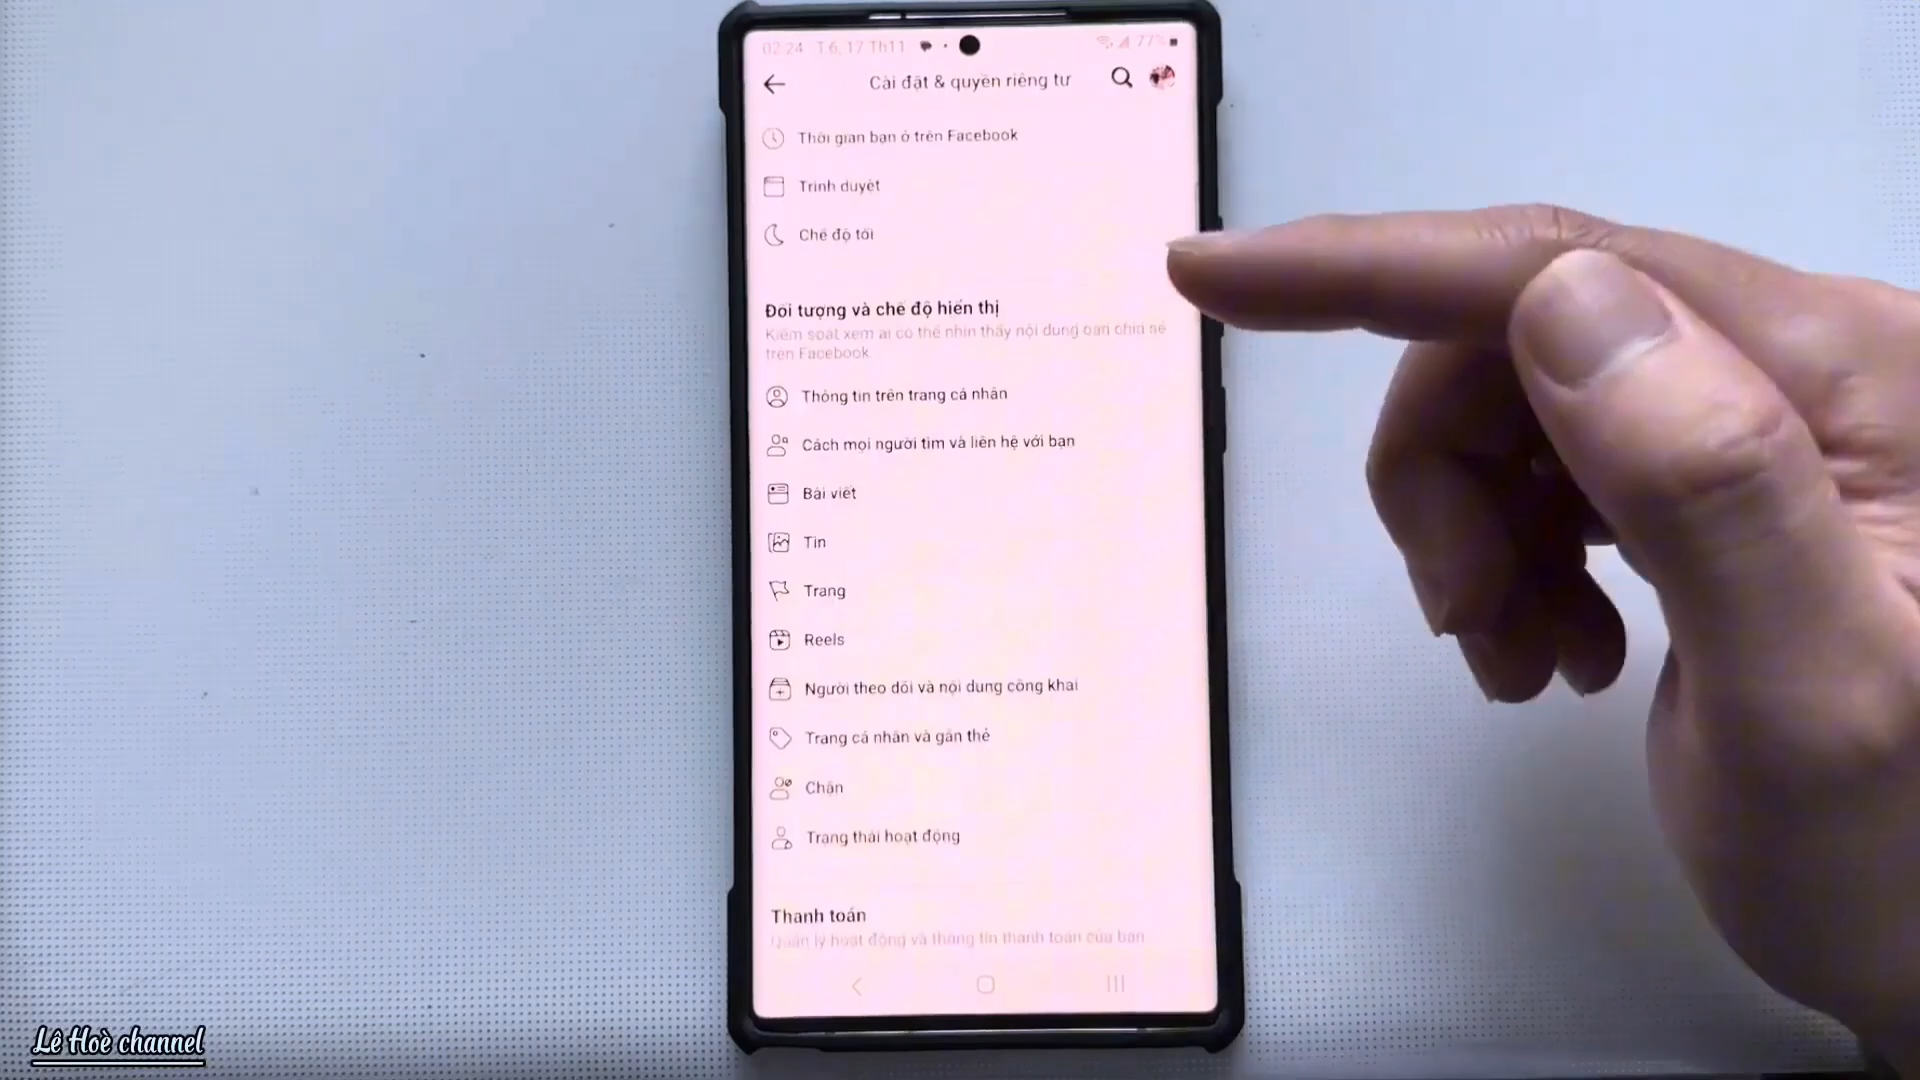 02:24 T.6, 17 Th11 77%
Cài đặt & quyền riêng tư
Thời gian bạn ở trên Facebook
Trình duyệt
Chế độ tối
Đối tượng và chế độ hiển thị
Kiểm soát xem ai có thể nhìn thấy nội dung bạn chia sẻ
trên Facebook
Thông tin trên trang cá nhân
Cách mọi người tìm và liên hệ với bạn
Bài viết
Tin
Trang
Reels
Người theo dõi và nội dung công khai
Trang cá nhân và gắn thẻ
Chặn
Trạng thái hoạt động
Thanh toán
Quản lý hoạt động và thông tin thanh toán của bạn
Lê Hoè channel